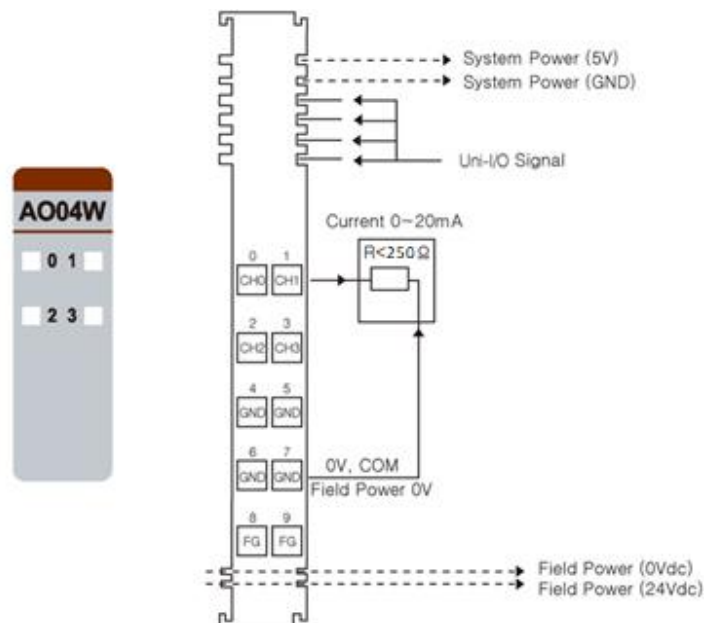 System Power (5V)
System Power (GND)
Uni-I/O Signal
AO04W
0 1
2 3
Current 0~20mA
R<250Ω
0 1
CH0 CH1
2 3
CH2 CH3
4 5
GND GND
6 7
GND GND
0V, COM
Field Power 0V
8 9
FG FG
Field Power (0Vdc)
Field Power (24Vdc)